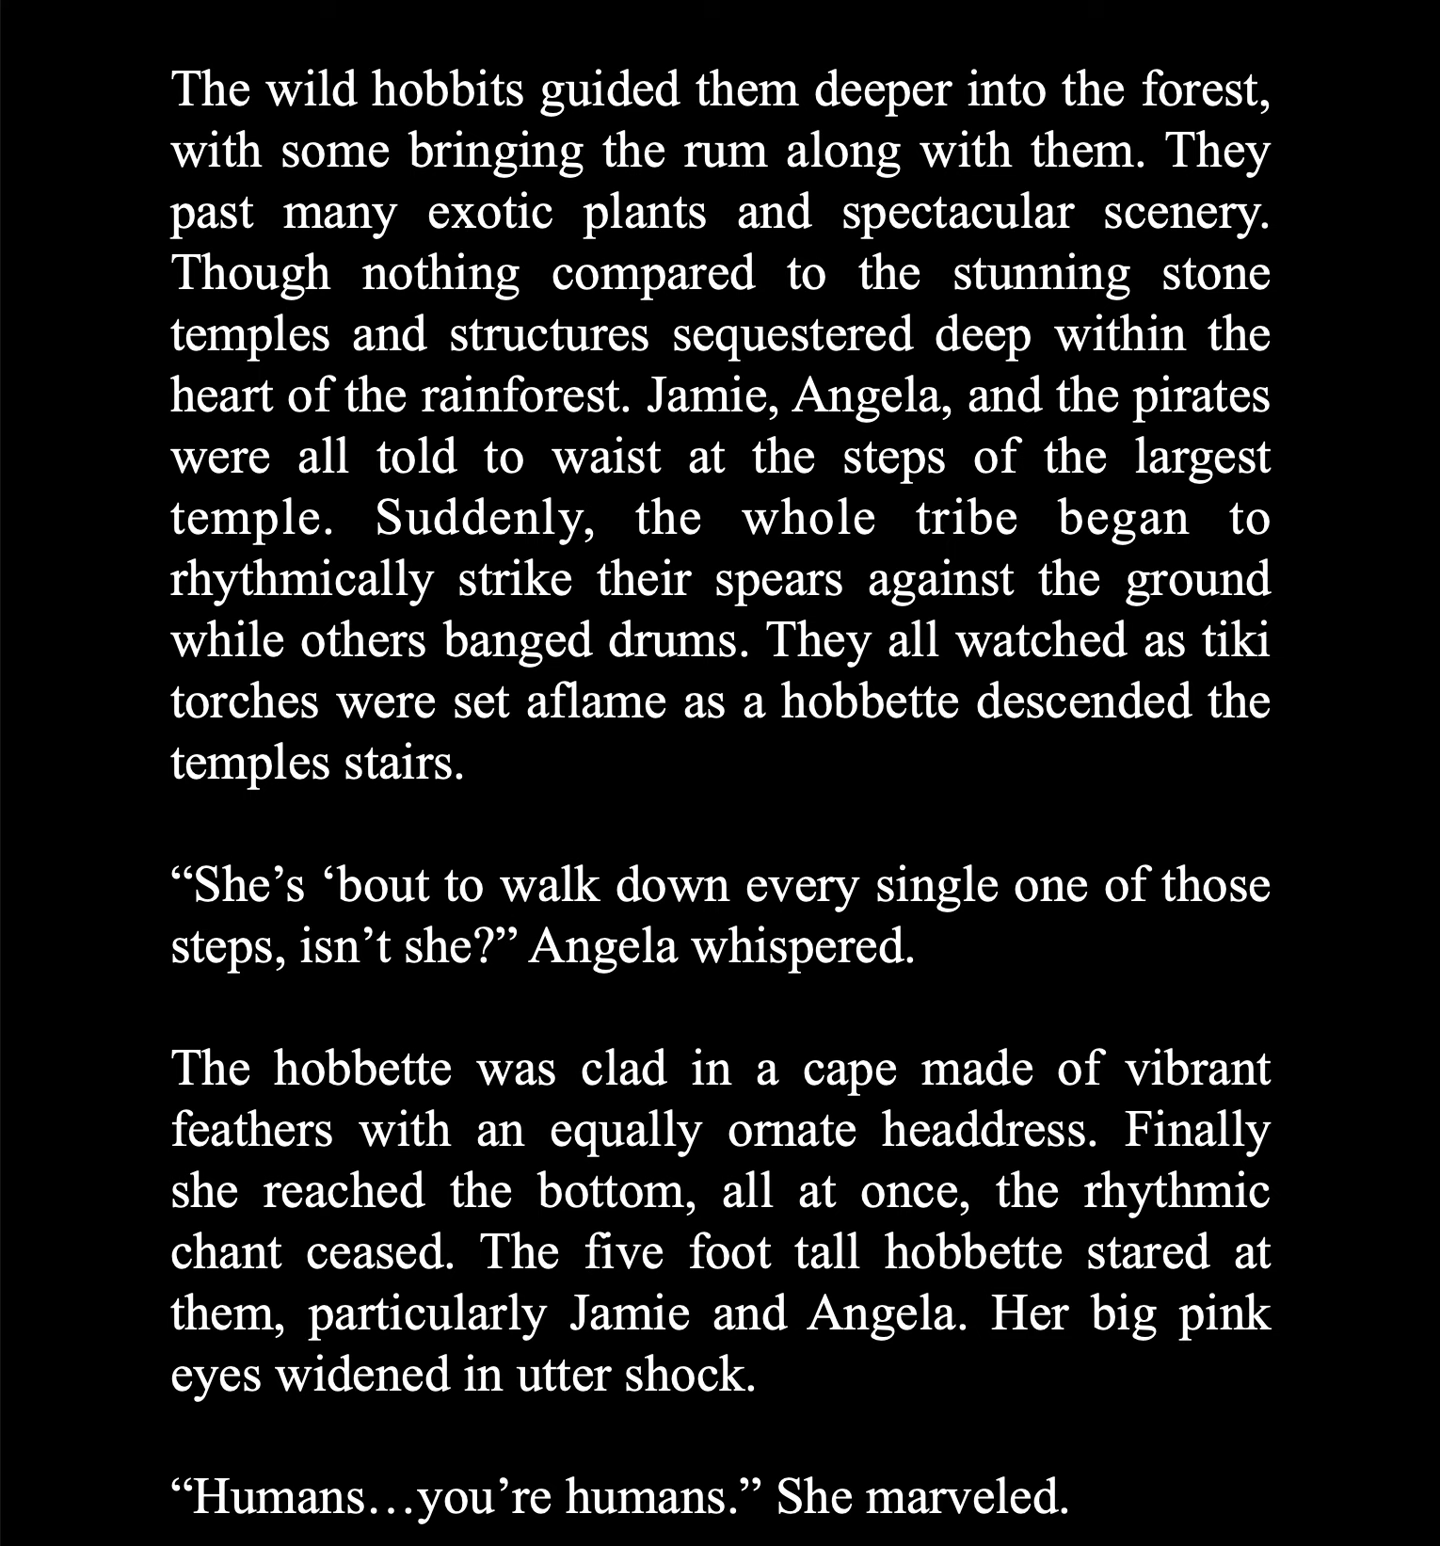 The wild hobbits guided them deeper into the forest,
with some bringing the rum along with them. They
past many exotic plants and spectacular scenery.
Though nothing compared to the stunning stone
temples and structures sequestered deep within the
heart of the rainforest. Jamie, Angela, and the pirates
were all told to waist at the steps of the largest
temple. Suddenly, the whole tribe began to
rhythmically strike their spears against the ground
while others banged drums. They all watched as tiki
torches were set aflame as a hobbette descended the
temples stairs.
“She’s ‘bout to walk down every single one of those
steps, isn’t she?” Angela whispered.
The hobbette was clad in a cape made of vibrant
feathers with an equally ornate headdress. Finally
she reached the bottom, all at once, the rhythmic
chant ceased. The five foot tall hobbette stared at
them, particularly Jamie and Angela. Her big pink
eyes widened in utter shock.
“Humans…you’re humans.” She marveled.